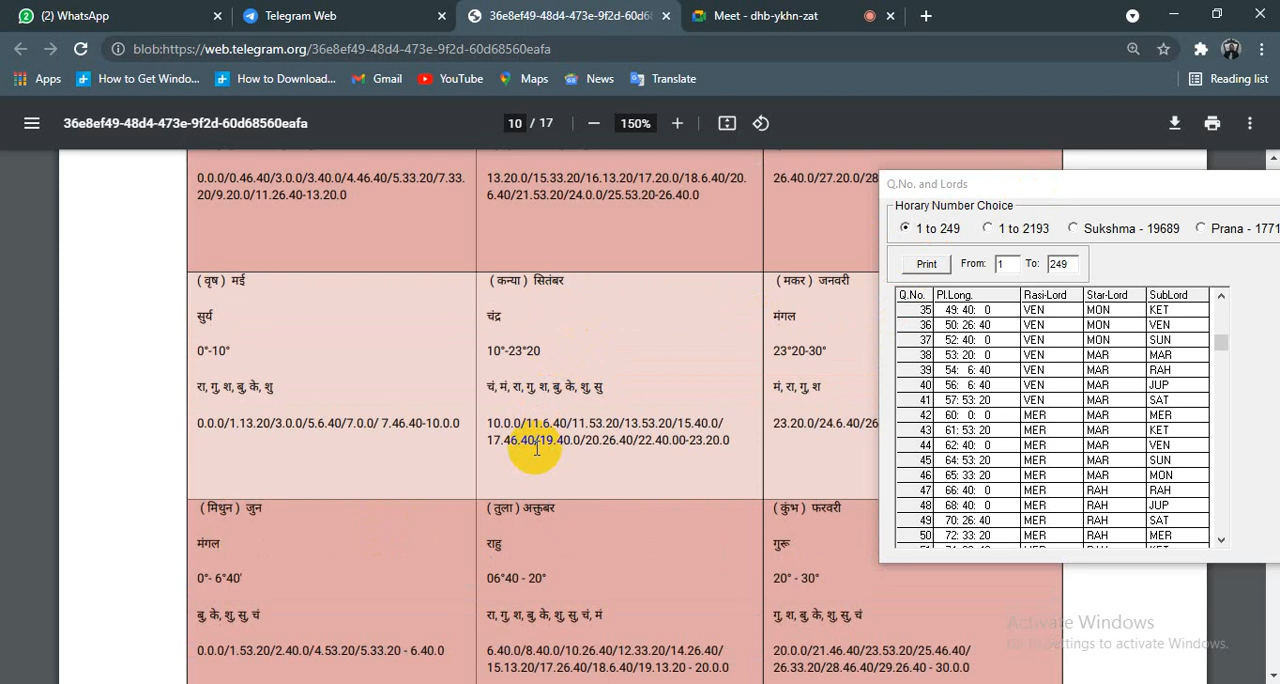 (2) WhatsApp
Telegram Web
36e8ef49-48d4-473e-9f2d-60d68
Meet - dhb-ykhn-zat
blob:https://web.telegram.org/36e8ef49-48d4-473e-9f2d-60d68560eafa
Apps
How to Get Windo...
How to Download...
Gmail
YouTube
Maps
News
Translate
Reading list
36e8ef49-48d4-473e-9f2d-60d68560eafa
10 / 17
150%
0.0.0/0.46.40/3.0.0/3.40.0/4.46.40/5.33.20/7.33.
20/9.20.0/11.26.40-13.20.0
13.20.0/15.33.20/16.13.20/17.20.0/18.6.40/20.
6.40/21.53.20/24.0.0/25.53.20-26.40.0
26.40.0/27.20.0/28
(वृष) मई
सुर्य
0°-10°
रा, गु, श, बु, के, शु
0.0.0/1.13.20/3.0.0/5.6.40/7.0.0/ 7.46.40-10.0.0
(कन्या) सितंबर
चंद्र
10°-23°20
चं, मं, रा, गु, श, बु, के, शु, सु
10.0.0/11.6.40/11.53.20/13.53.20/15.40.0/
17.46.40/19.40.0/20.26.40/22.40.00-23.20.0
(मकर) जनवरी
मंगल
23°20-30°
मं, रा, गु, श
23.20.0/24.6.40/26
(मिथुन) जुन
मंगल
0°- 6°40'
बु, के, शु, सु, चं
0.0.0/1.53.20/2.40.0/4.53.20/5.33.20 - 6.40.0
(तुला) अक्तुबर
राहु
06°40 - 20°
रा, गु, श, बु, के, शु, सु, चं, मं
6.40.0/8.40.0/10.26.40/12.33.20/14.26.40/
15.13.20/17.26.40/18.6.40/19.13.20 - 20.0.0
(कुंभ) फरवरी
गुरू
20° - 30°
गु, श, बु, के, शु, सु, चं
20.0.0/21.46.40/23.53.20/25.46.40/
26.33.20/28.46.40/29.26.40 - 30.0.0
Q.No. and Lords
Horary Number Choice
1 to 249
1 to 2193
Sukshma - 19689
Prana - 1771
Print From: 1 To: 249
Q.No. Pl.Long. Rasi-Lord Star-Lord SubLord
35 49: 40: 0 VEN MON KET
36 50: 26: 40 VEN MON VEN
37 52: 40: 0 VEN MON SUN
38 53: 20: 0 VEN MAR MAR
39 54: 6: 40 VEN MAR RAH
40 56: 6: 40 VEN MAR JUP
41 57: 53: 20 VEN MAR SAT
42 60: 0: 0 MER MAR MER
43 61: 53: 20 MER MAR KET
44 62: 40: 0 MER MAR VEN
45 64: 53: 20 MER MAR SUN
46 65: 33: 20 MER MAR MON
47 66: 40: 0 MER RAH RAH
48 68: 40: 0 MER RAH JUP
49 70: 26: 40 MER RAH SAT
50 72: 33: 20 MER RAH MER
Activate Windows
Go to Settings to activate Windows.